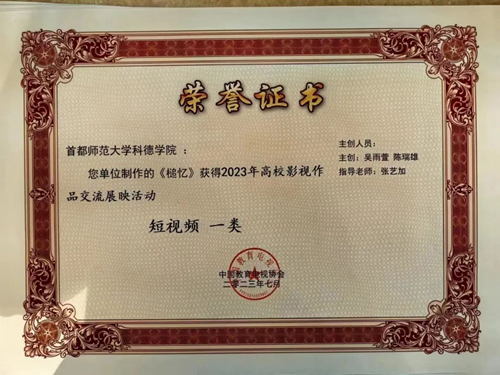 荣誉证书
首都师范大学科德学院：
您单位制作的《槌忆》获得2023年高校影视作
品交流展映活动
短视频 一类
主创人员：
主创：吴雨萱 陈瑞雄
指导老师：张艺加
中国教育电视协会
二零二三年七月